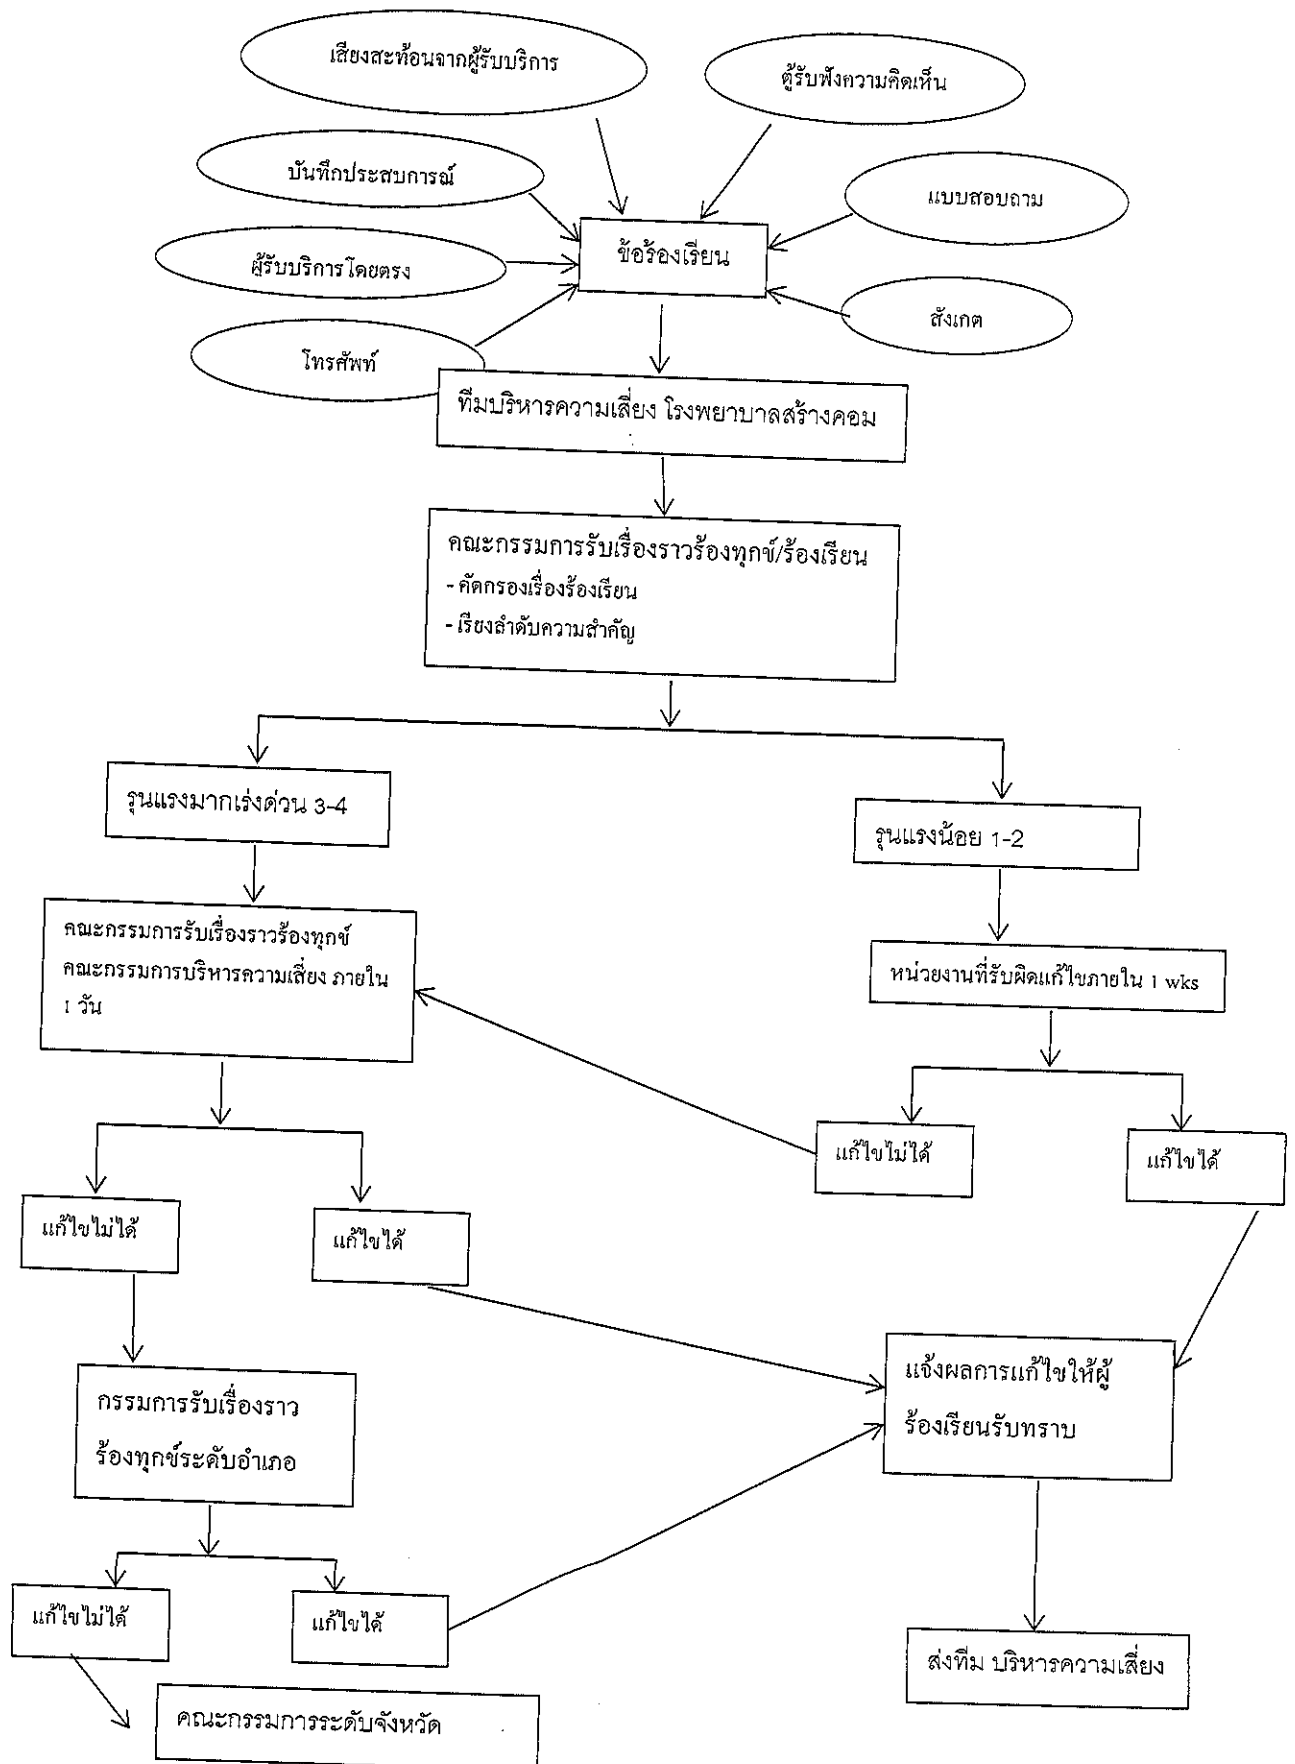 เสียงสะท้อนจากผู้รับบริการ
ตู้รับฟังความคิดเห็น
บันทึกประสบการณ์
แบบสอบถาม
ข้อร้องเรียน
ผู้รับบริการโดยตรง
สังเกต
โทรศัพท์
ทีมบริหารความเสี่ยง โรงพยาบาลสร้างคอม
คณะกรรมการรับเรื่องราวร้องทุกข์/ร้องเรียน
- คัดกรองเรื่องร้องเรียน
- เรียงลำดับความสำคัญ
รุนแรงมากเร่งด่วน 3-4
รุนแรงน้อย 1-2
คณะกรรมการรับเรื่องราวร้องทุกข์
คณะกรรมการบริหารความเสี่ยง ภายใน
1 วัน
หน่วยงานที่รับผิดแก้ไขภายใน 1 wks
แก้ไขไม่ได้
แก้ไขได้
แก้ไขไม่ได้
แก้ไขได้
แจ้งผลการแก้ไขให้ผู้
ร้องเรียนรับทราบ
กรรมการรับเรื่องราว
ร้องทุกข์ระดับอำเภอ
แก้ไขไม่ได้
แก้ไขได้
ส่งทีม บริหารความเสี่ยง
คณะกรรมการระดับจังหวัด